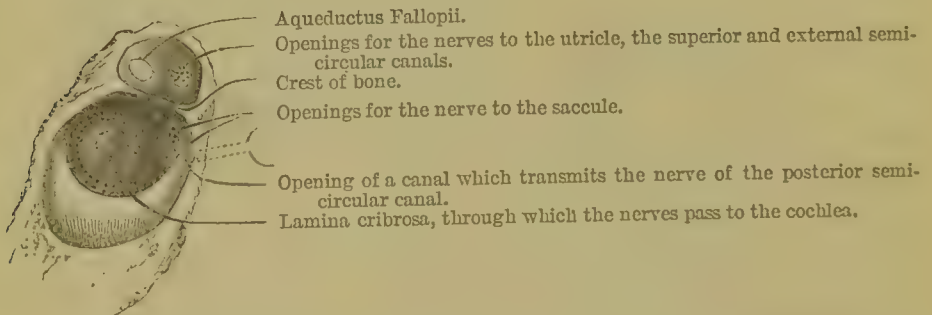 Aqueductus Fallopii.
Openings for the nerves to the utricle, the superior and external semi-
circular canals.
Crest of bone.
Openings for the nerve to the saccule.
Opening of a canal which transmits the nerve of the posterior semi-
circular canal.
Lamina cribrosa, through which the nerves pass to the cochlea.